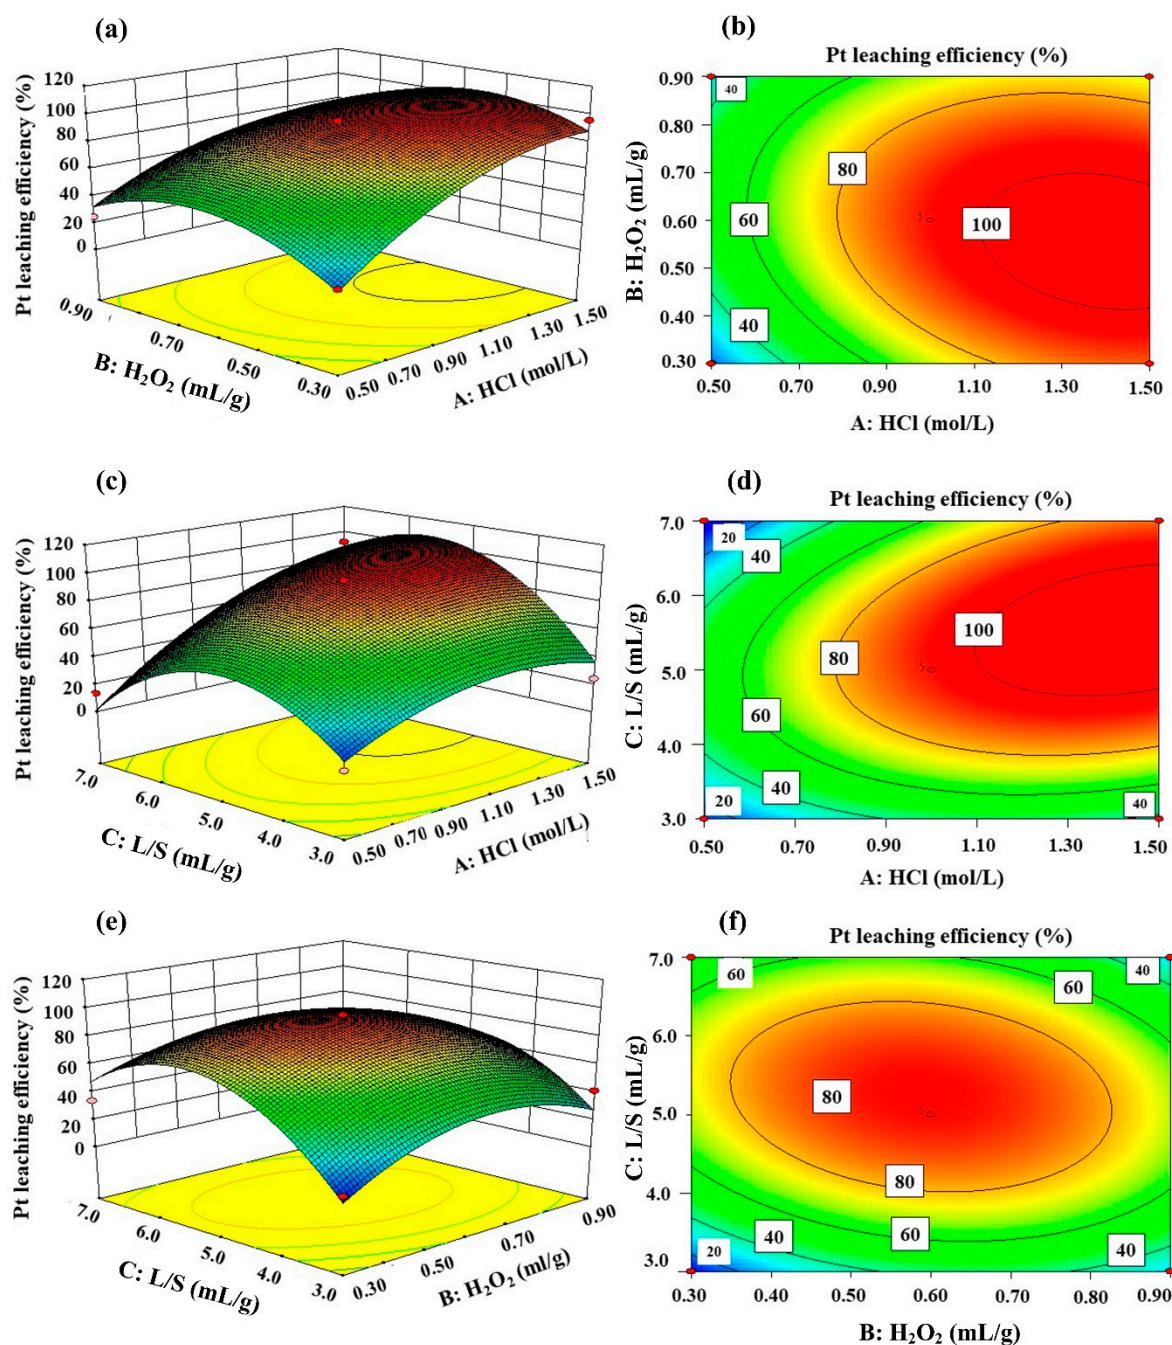 (a)
Pt leaching efficiency (%)
120
100
80
60
40
20
0
0.90
0.70
0.50
0.30
B: H₂O₂ (mL/g)
0.50 0.70 0.90 1.10 1.30 1.50
A: HCl (mol/L)
(b)
Pt leaching efficiency (%)
B: H₂O₂ (mL/g)
0.90
0.80
0.70
0.60
0.50
0.40
0.30
40
80
60
5
100
40
0.50 0.70 0.90 1.10 1.30 1.50
A: HCl (mol/L)
(c)
Pt leaching efficiency (%)
120
100
80
60
40
20
0
7.0
6.0
5.0
4.0
3.0
C: L/S (mL/g)
0.50 0.70 0.90 1.10 1.30 1.50
A: HCl (mol/L)
(d)
Pt leaching efficiency (%)
C: L/S (mL/g)
7.0
6.0
5.0
4.0
3.0
20
40
100
80
5
60
40
20
40
0.50 0.70 0.90 1.10 1.30 1.50
A: HCl (mol/L)
(e)
Pt leaching efficiency (%)
120
100
80
60
40
20
0
7.0
6.0
5.0
4.0
3.0
C: L/S (mL/g)
0.30 0.50 0.70 0.90
B: H₂O₂ (ml/g)
(f)
Pt leaching efficiency (%)
C: L/S (mL/g)
7.0
6.0
5.0
4.0
3.0
60
40
60
80
5
80
60
40
40
20
0.30 0.40 0.50 0.60 0.70 0.80 0.90
B: H₂O₂ (mL/g)